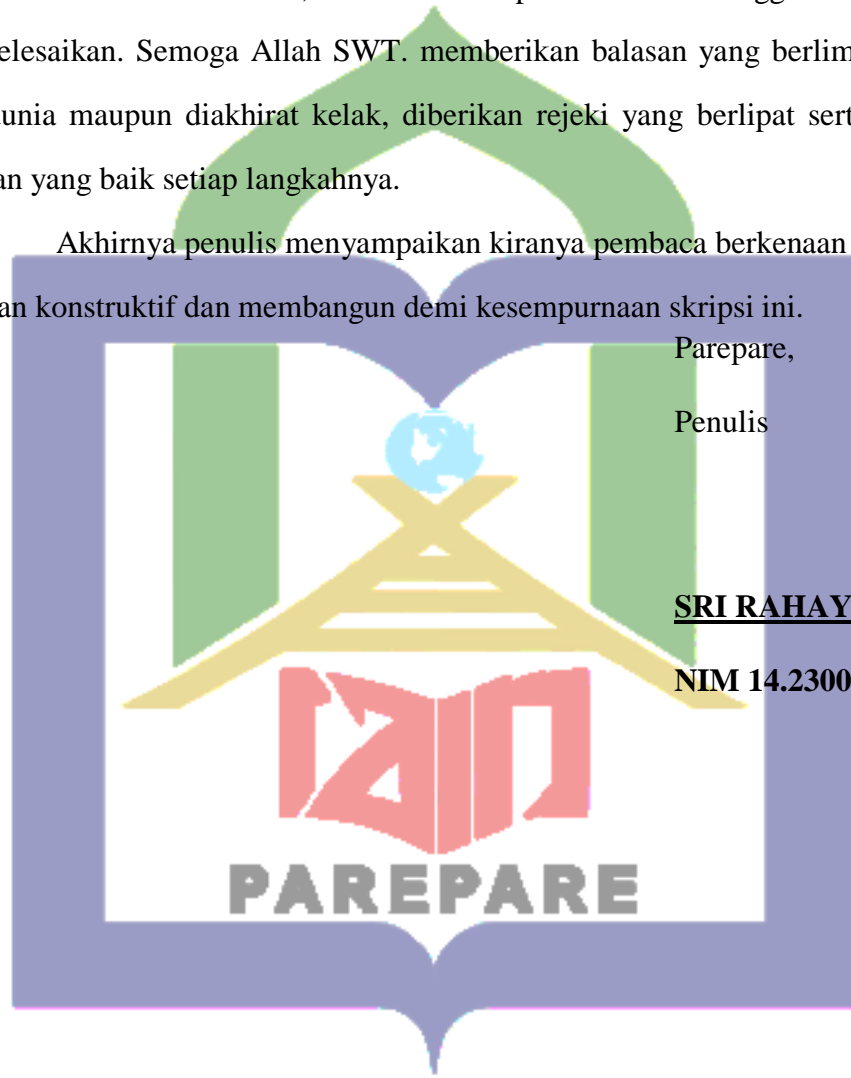 elesaikan. Semoga Allah SWT. memberikan balasan yang berlim
unia maupun diakhirat kelak, diberikan rejeki yang berlipat sert
an yang baik setiap langkahnya.
Akhirnya penulis menyampaikan kiranya pembaca berkenaan
an konstruktif dan membangun demi kesempurnaan skripsi ini.
Parepare,
Penulis
SRI RAHAY
NIM 14.2300
iain
PAREPARE